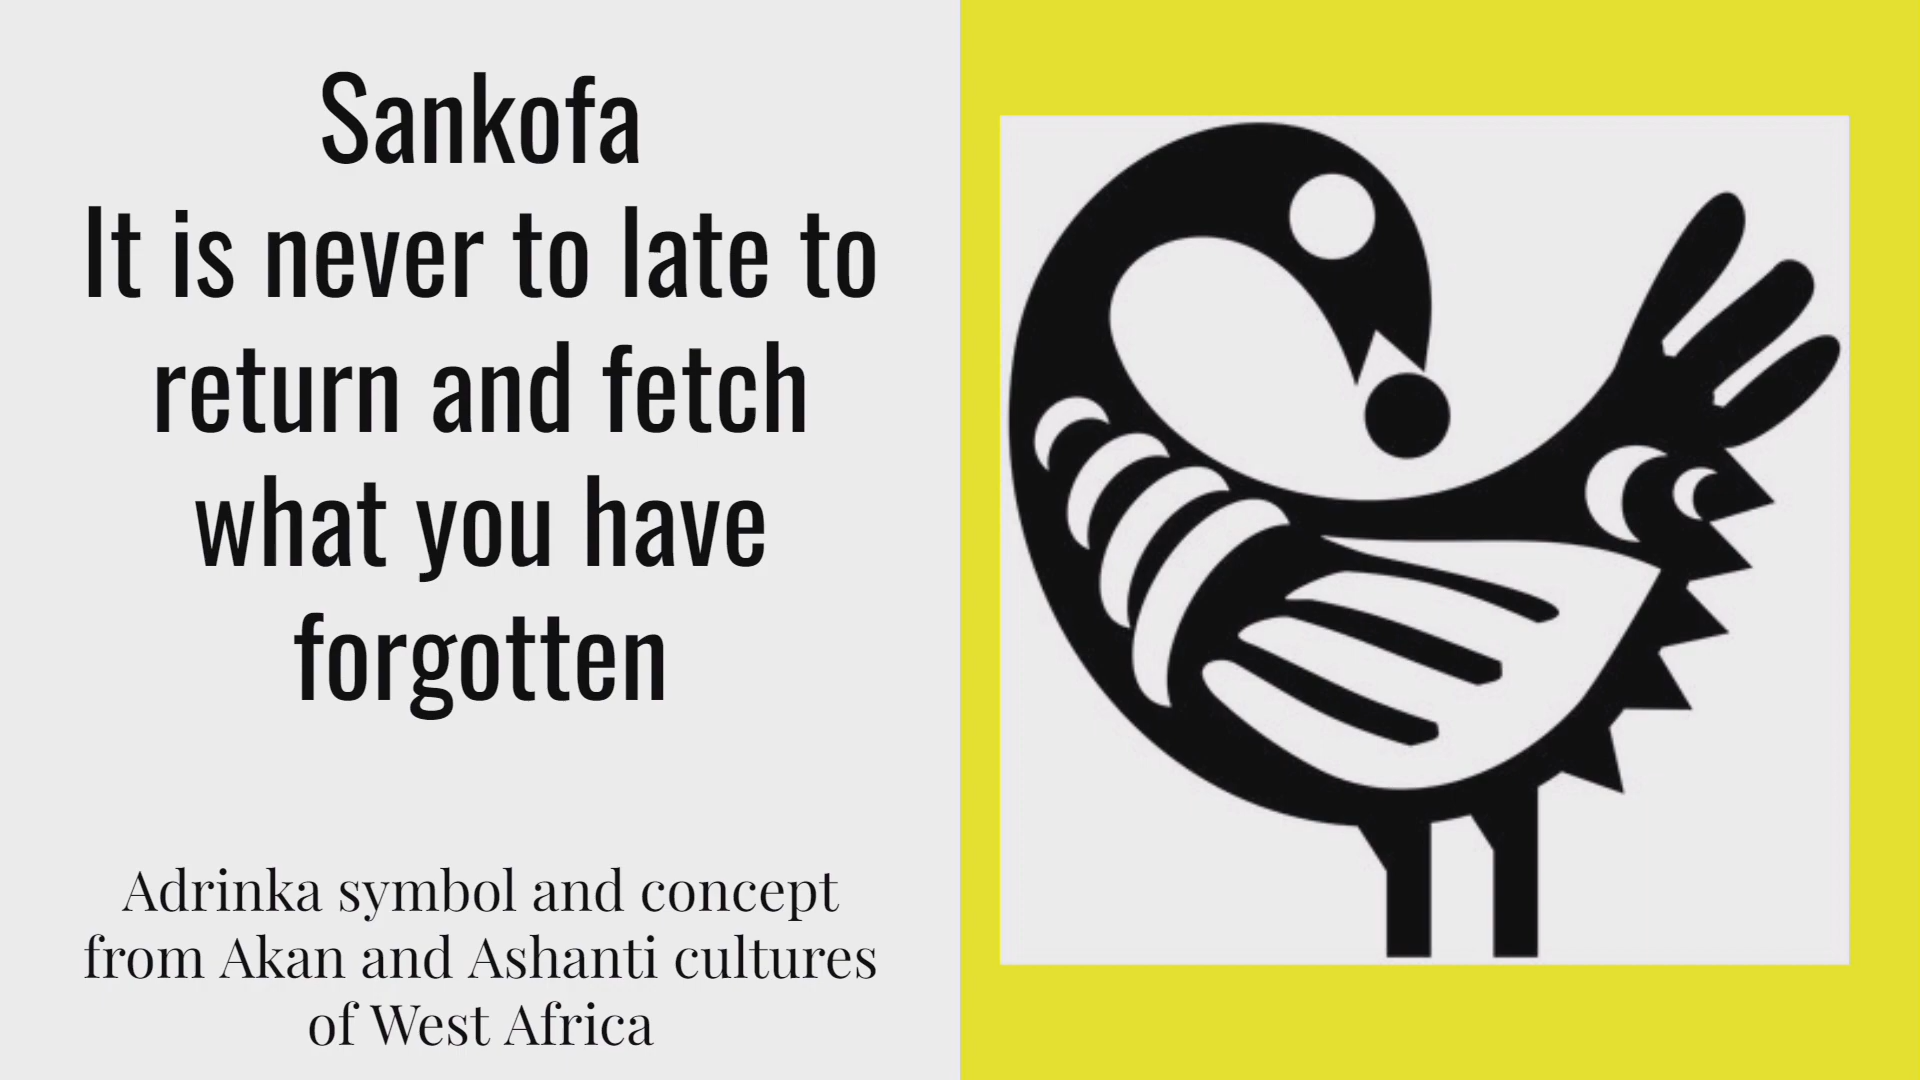 Sankofa
It is never to late to
return and fetch
what you have
forgotten
Adrinka symbol and concept
from Akan and Ashanti cultures
of West Africa